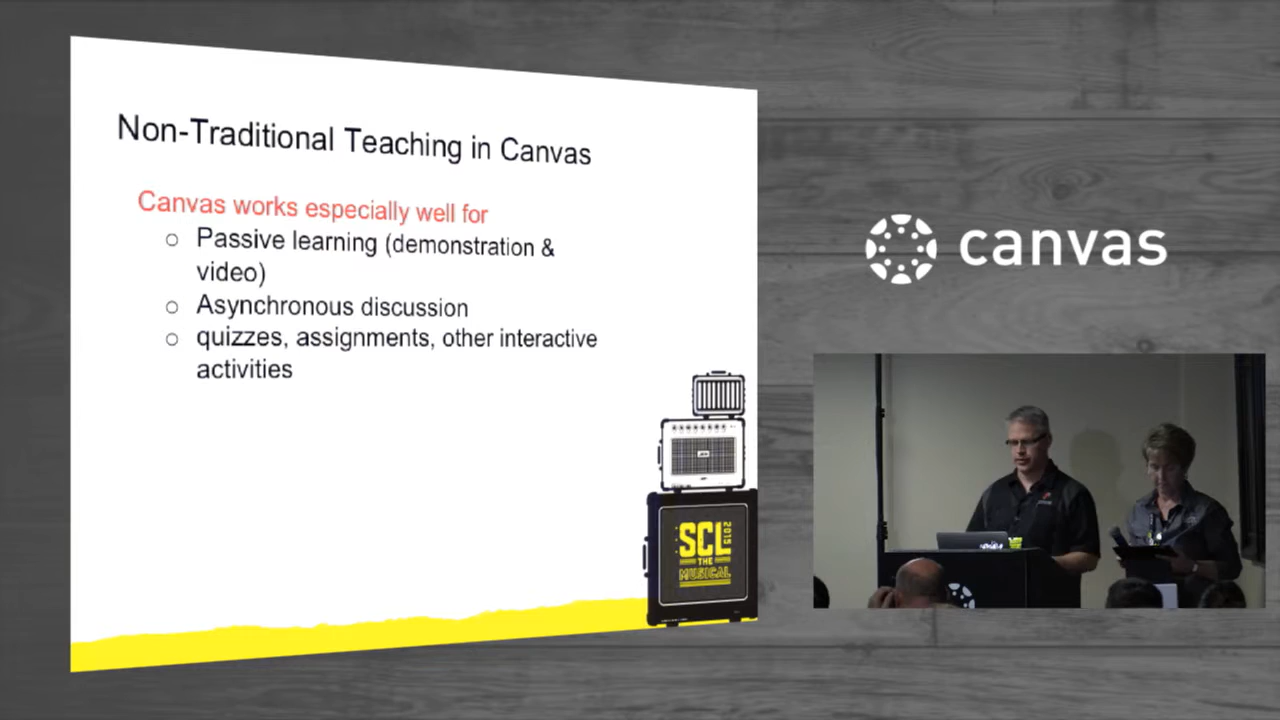 Non-Traditional Teaching in Canvas
Canvas works especially well for
Passive learning (demonstration &
video)
Asynchronous discussion
quizzes, assignments, other interactive
activities
SCL
2015
THE
MUSICAL
canvas